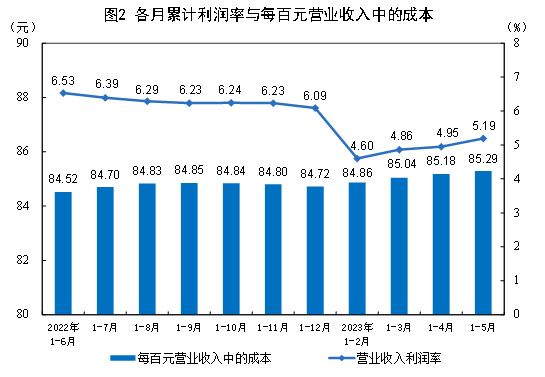 图2 各月累计利润率与每百元营业收入中的成本
(元) (%)
90 8
7
88 6
5
86 4
84 3
2
82 1
80 0
6.53 6.39 6.29 6.23 6.24 6.23 6.09 4.60 4.86 4.95 5.19
84.52 84.70 84.83 84.85 84.84 84.80 84.72 84.86 85.04 85.18 85.29
2022年 1-7月 1-8月 1-9月 1-10月 1-11月 1-12月 2023年 1-3月 1-4月 1-5月
1-6月 1-2月
每百元营业收入中的成本 营业收入利润率